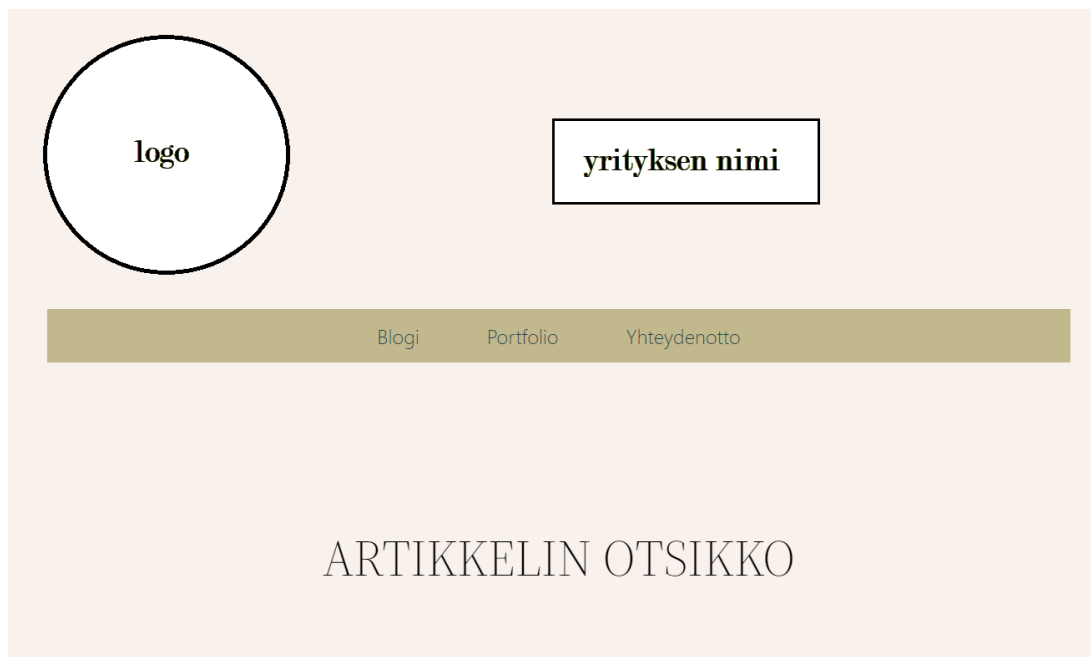 logo
yrityksen nimi
Blogi Portfolio Yhteydenotto
ARTIKKELIN OTSIKKO